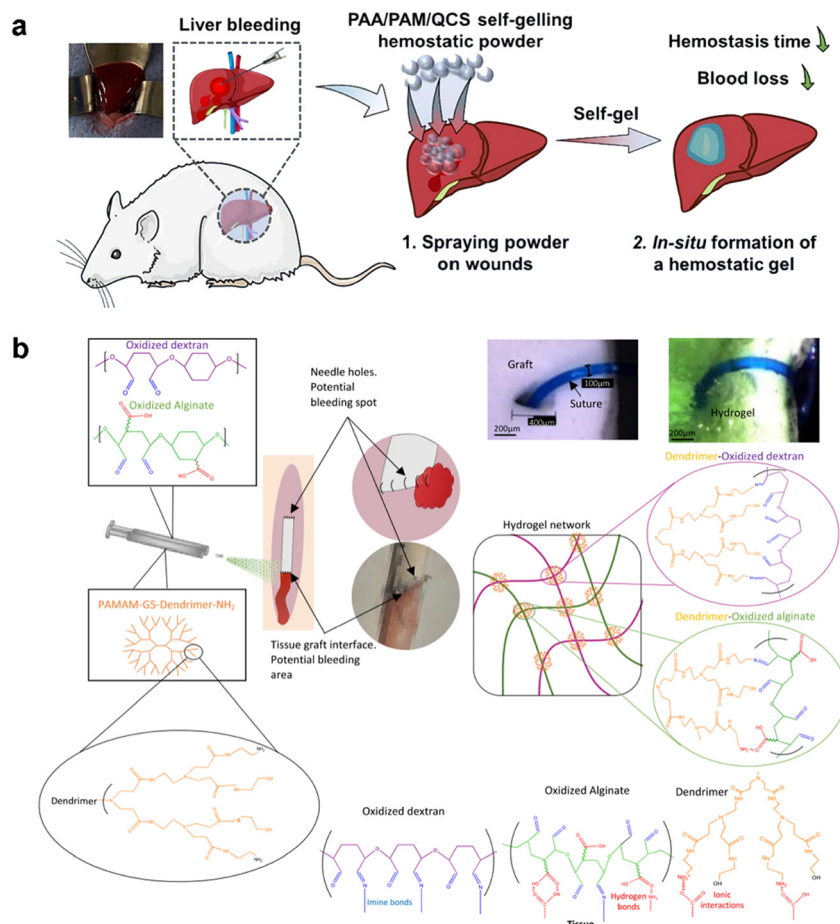 a
Liver bleeding
PAA/PAM/QCS self-gelling
hemostatic powder
Hemostasis time
Blood loss
Self-gel
1. Spraying powder
on wounds
2. In-situ formation of
a hemostatic gel
b
Oxidized dextran
Oxidized Alginate
Needle holes.
Potential
bleeding spot
Graft
100μm
Suture
400μm
200μm
Hydrogel
200μm
Dendrimer-Oxidized dextran
Hydrogel network
PAMAM-G5-Dendrimer-NH2
Tissue graft interface.
Potential bleeding
area
Dendrimer-Oxidized alginate
Dendrimer
Oxidized dextran
Oxidized Alginate
Dendrimer
Imine bonds
Hydrogen
bonds
Ionic
interactions
Tissue